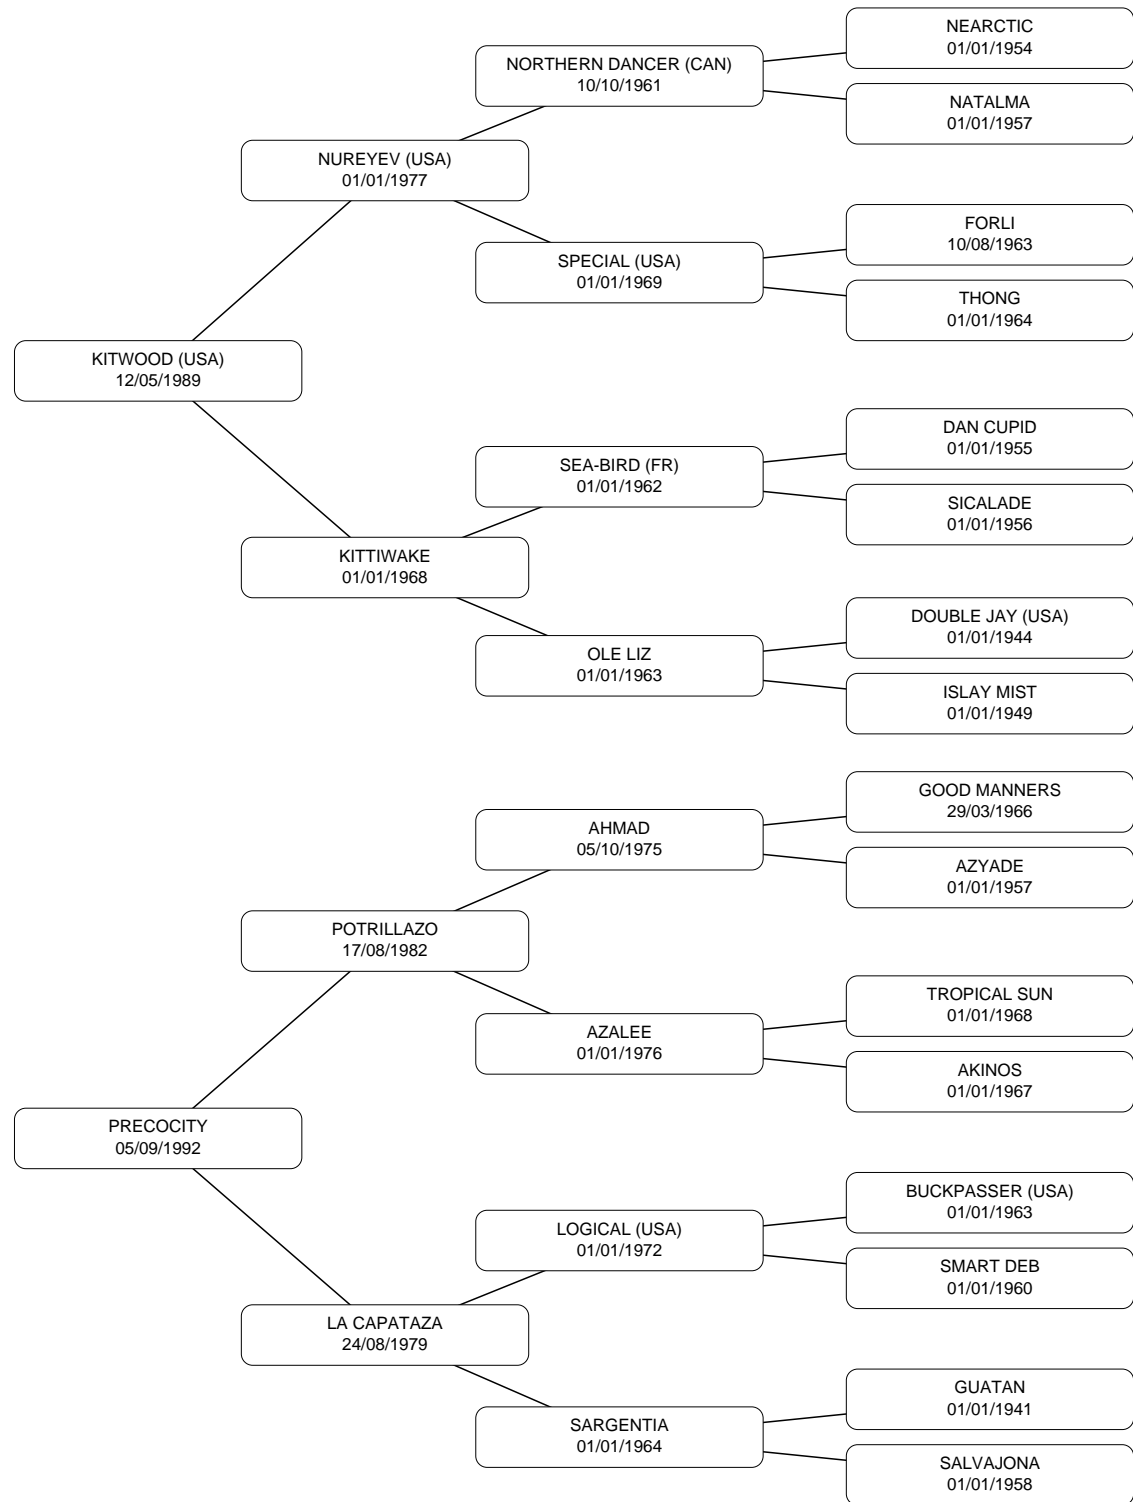 NEARCTIC
01/01/1954
NORTHERN DANCER (CAN)
10/10/1961
NATALMA
01/01/1957
NUREYEV (USA)
01/01/1977
FORLI
10/08/1963
SPECIAL (USA)
01/01/1969
THONG
01/01/1964
KITWOOD (USA)
12/05/1989
DAN CUPID
01/01/1955
SEA-BIRD (FR)
01/01/1962
SICALADE
01/01/1956
KITTIWAKE
01/01/1968
DOUBLE JAY (USA)
01/01/1944
OLE LIZ
01/01/1963
ISLAY MIST
01/01/1949
GOOD MANNERS
29/03/1966
AHMAD
05/10/1975
AZYADE
01/01/1957
POTRILLAZO
17/08/1982
TROPICAL SUN
01/01/1968
AZALEE
01/01/1976
AKINOS
01/01/1967
PRECOCITY
05/09/1992
BUCKPASSER (USA)
01/01/1963
LOGICAL (USA)
01/01/1972
SMART DEB
01/01/1960
LA CAPATAZA
24/08/1979
GUATAN
01/01/1941
SARGENTIA
01/01/1964
SALVAJONA
01/01/1958